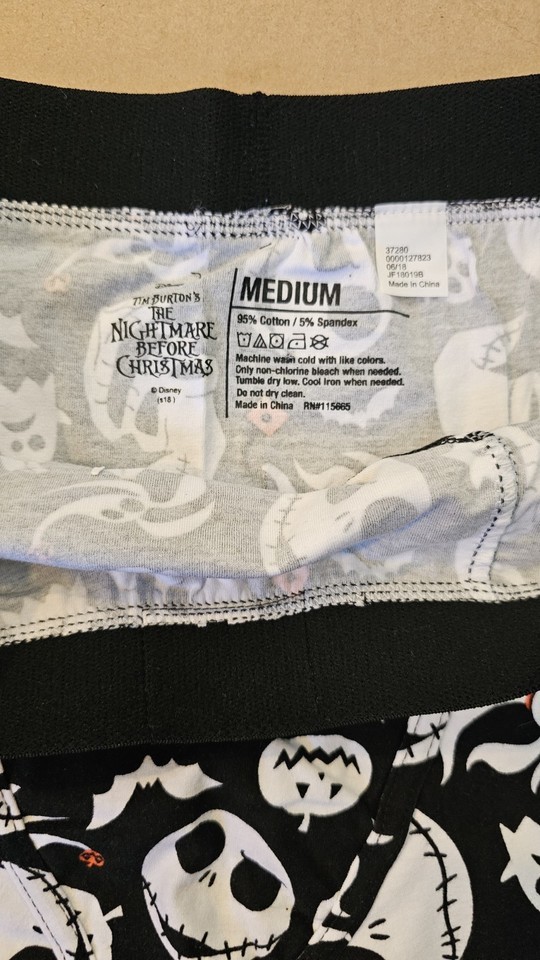 37280
0000127823
06/18
JF18019B
Made in China
TIM BURTON'S
THE
NIGHTMARE
BEFORE
CHRISTMAS
© Disney
(s18)
MEDIUM
95% Cotton / 5% Spandex
Machine wash cold with like colors.
Only non-chlorine bleach when needed.
Tumble dry low. Cool Iron when needed.
Do not dry clean.
Made in China RN#115665